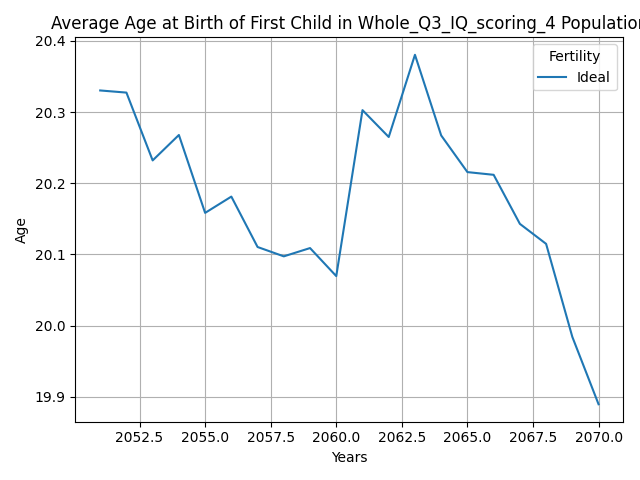 Average Age at Birth of First Child in Whole_Q3_IQ_scoring_4 Population
Fertility
Ideal
Age
20.4
20.3
20.2
20.1
20.0
19.9
2052.5 2055.0 2057.5 2060.0 2062.5 2065.0 2067.5 2070.0
Years